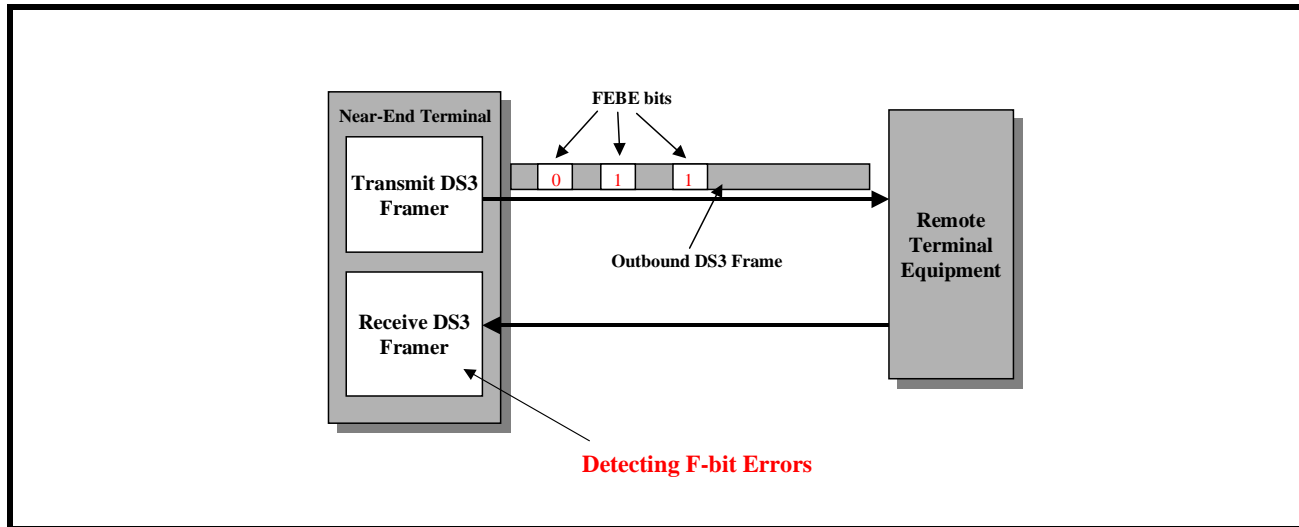 FEBE bits
Near-End Terminal
0 1 1
Transmit DS3
Framer
Outbound DS3 Frame
Remote
Terminal
Equipment
Receive DS3
Framer
Detecting F-bit Errors